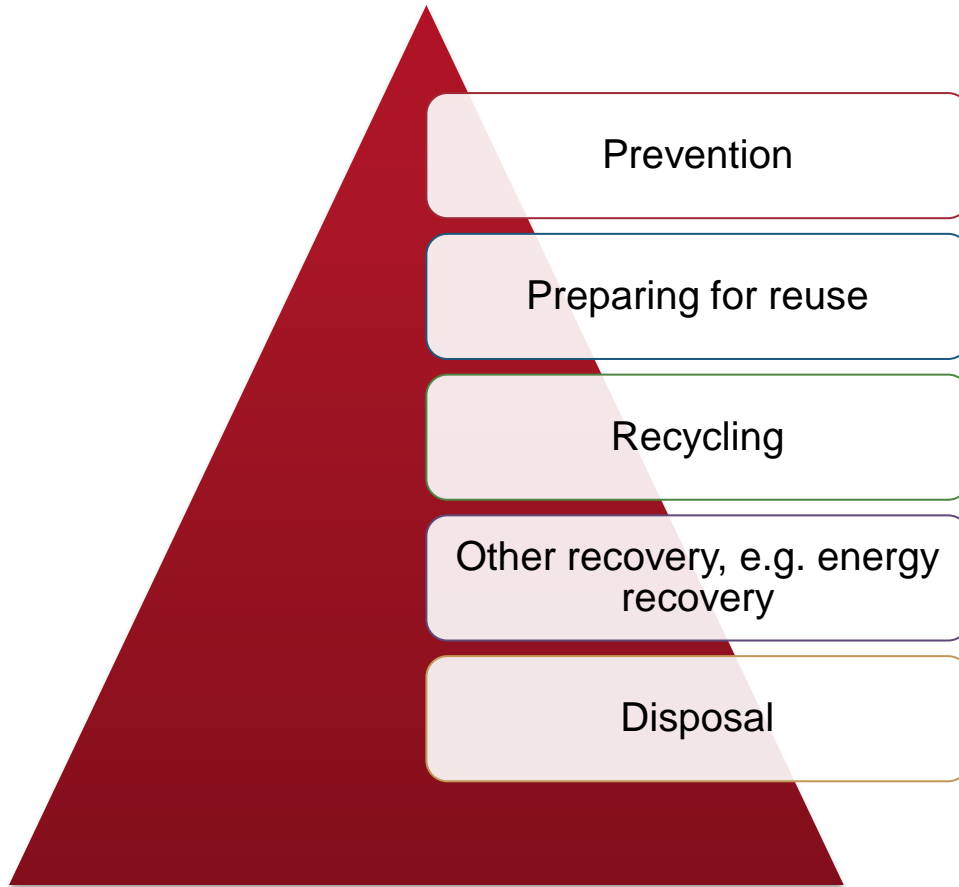 Prevention
Preparing for reuse
Recycling
Other recovery, e.g. energy
recovery
Disposal